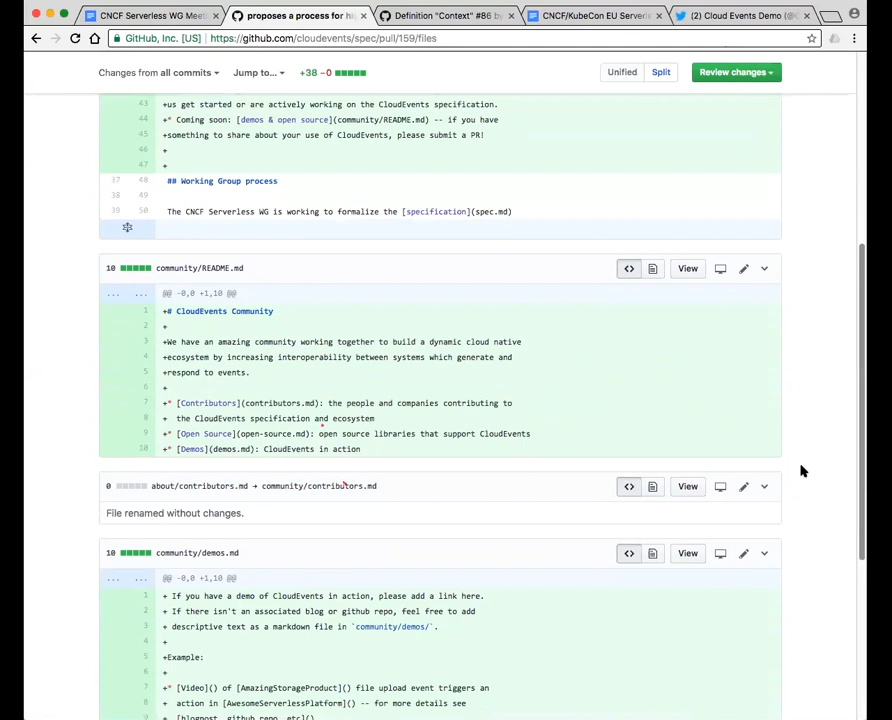 CNCF Serverless WG Meet
proposes a process for hi
Definition "Context" #86 by
CNCF/KubeCon EU Servere
(2) Cloud Events Demo (@
GitHub, Inc. [US] | https://github.com/cloudevents/spec/pull/159/files
Changes from all commits Jump to... +38 −0 Unified Split Review changes
43 +us get started or are actively working on the CloudEvents specification.
44 +* Coming soon: [demos & open source](community/README.md) -- if you have
45 +something to share about your use of CloudEvents, please submit a PR!
46 +
47 +
37 48 ## Working Group process
38 49
39 50 The CNCF Serverless WG is working to formalize the [specification](spec.md)
10 community/README.md View
... ... @@ -0,0 +1,10 @@
1 +# CloudEvents Community
2 +
3 +We have an amazing community working together to build a dynamic cloud native
4 +ecosystem by increasing interoperability between systems which generate and
5 +respond to events.
6 +
7 +* [Contributors](contributors.md): the people and companies contributing to
8 + the CloudEvents specification and ecosystem
9 +* [Open Source](open-source.md): open source libraries that support CloudEvents
10 +* [Demos](demos.md): CloudEvents in action
0 about/contributors.md → community/contributors.md View
File renamed without changes.
10 community/demos.md View
... ... @@ -0,0 +1,10 @@
1 + If you have a demo of CloudEvents in action, please add a link here.
2 + If there isn't an associated blog or github repo, feel free to add
3 + descriptive text as a markdown file in `community/demos/`.
4 +
5 +Example:
6 +
7 +* [Video]() of [AmazingStorageProduct]() file upload event triggers an
8 + action in [AwesomeServerlessPlatform]() -- for more details see
9 + [blogpost, github repo, etc]()